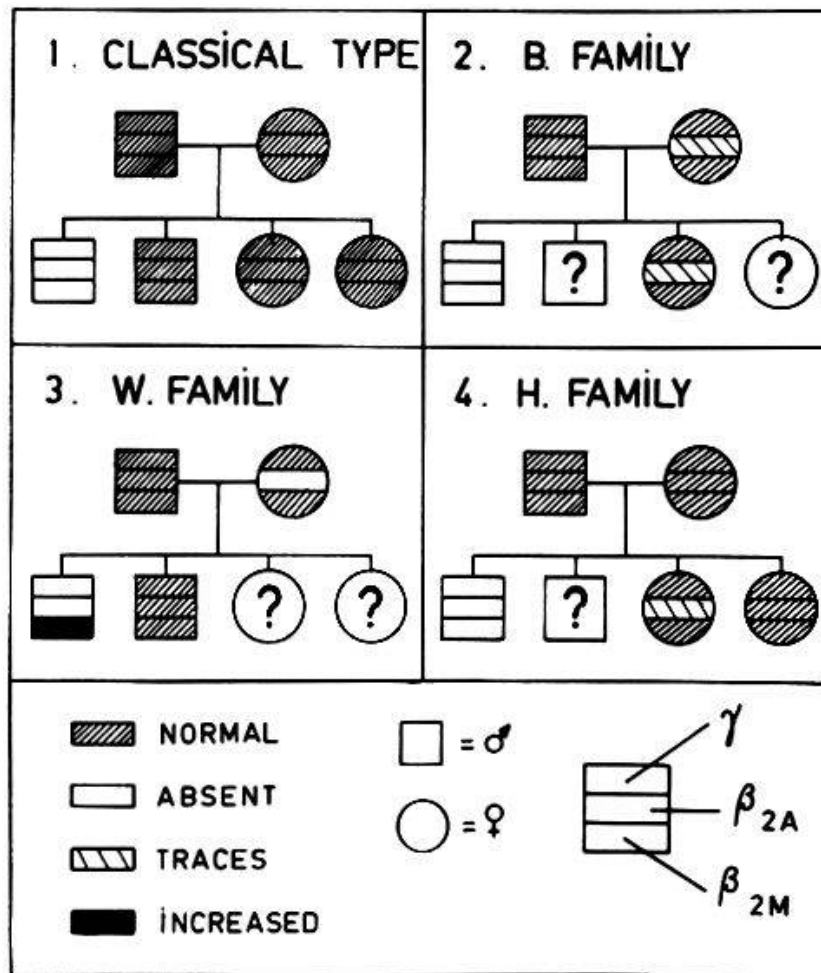 1. CLASSİCAL TYPE
2. B. FAMİLY
?
?
3. W. FAMİLY
?
?
4. H. FAMİLY
?
NORMAL
ABSENT
TRACES
İNCREASED
= ♂
= ♀
γ
β2A
β2M